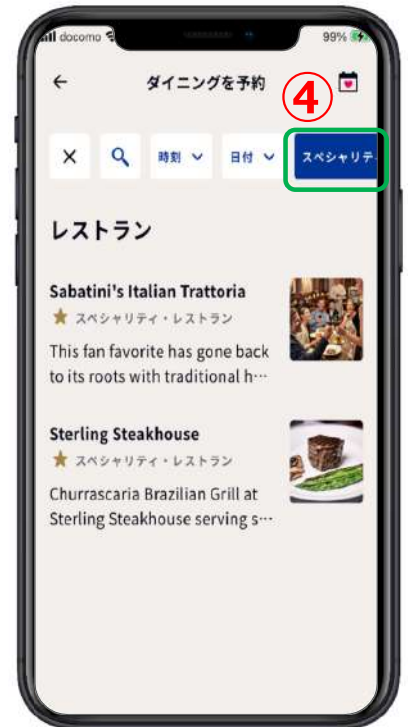 docomo 99%
ダイニングを予約
④
時刻 日付 スペシャリテ
レストラン
Sabatini's Italian Trattoria
★ スペシャリティ・レストラン
This fan favorite has gone back
to its roots with traditional h…
Sterling Steakhouse
★ スペシャリティ・レストラン
Churrascaria Brazilian Grill at
Sterling Steakhouse serving s…